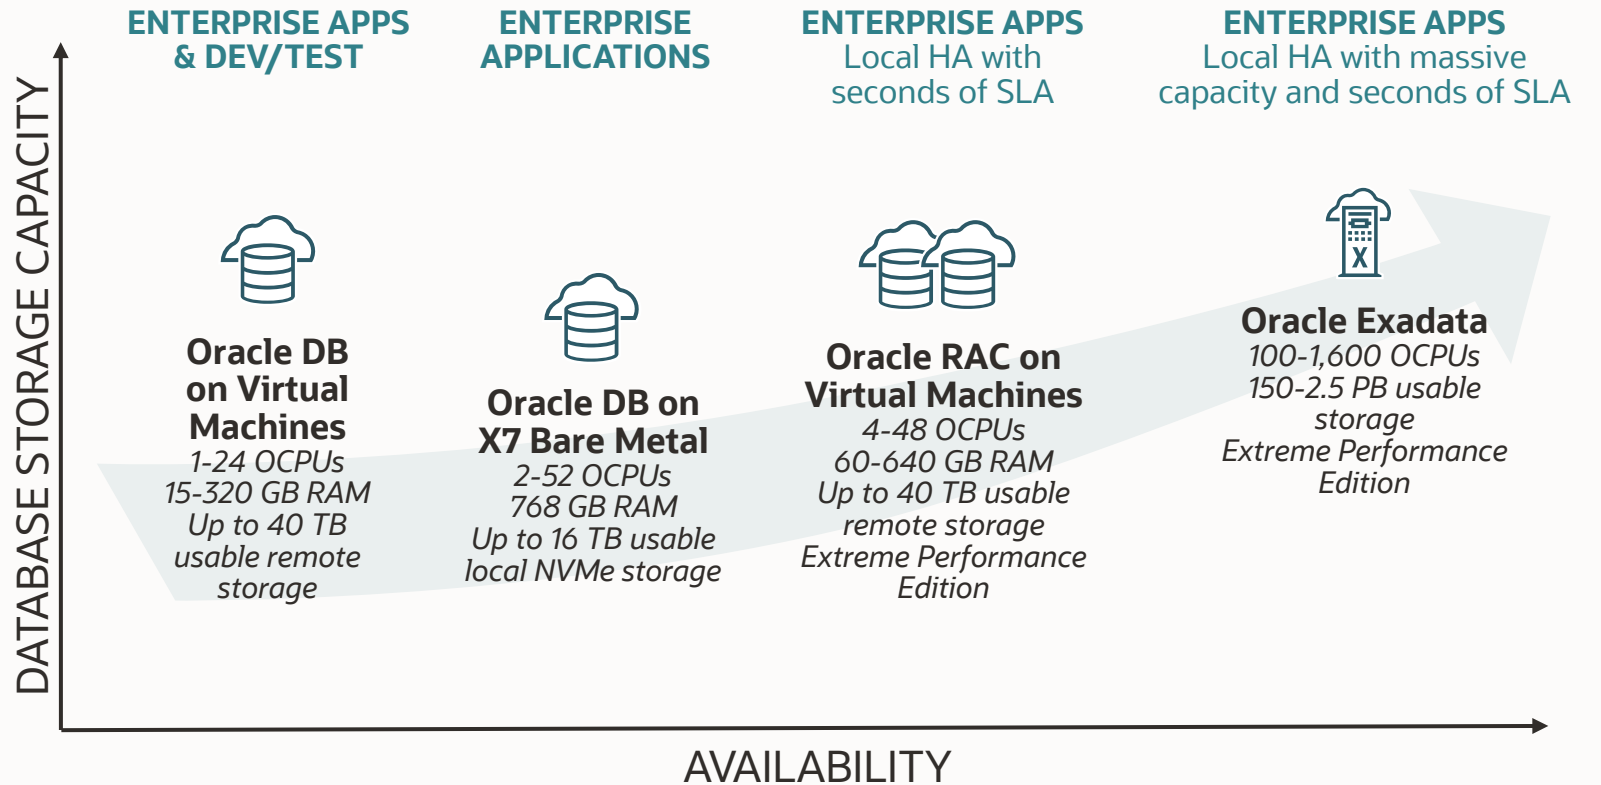 ENTERPRISE APPS
& DEV/TEST
ENTERPRISE
APPLICATIONS
ENTERPRISE APPS
Local HA with
seconds of SLA
ENTERPRISE APPS
Local HA with massive
capacity and seconds of SLA
DATABASE STORAGE CAPACITY
Oracle DB
on Virtual
Machines
1-24 OCPUs
15-320 GB RAM
Up to 40 TB
usable remote
storage
Oracle DB on
X7 Bare Metal
2-52 OCPUs
768 GB RAM
Up to 16 TB usable
local NVMe storage
Oracle RAC on
Virtual Machines
4-48 OCPUs
60-640 GB RAM
Up to 40 TB usable
remote storage
Extreme Performance
Edition
X
Oracle Exadata
100-1,600 OCPUs
150-2.5 PB usable
storage
Extreme Performance
Edition
AVAILABILITY